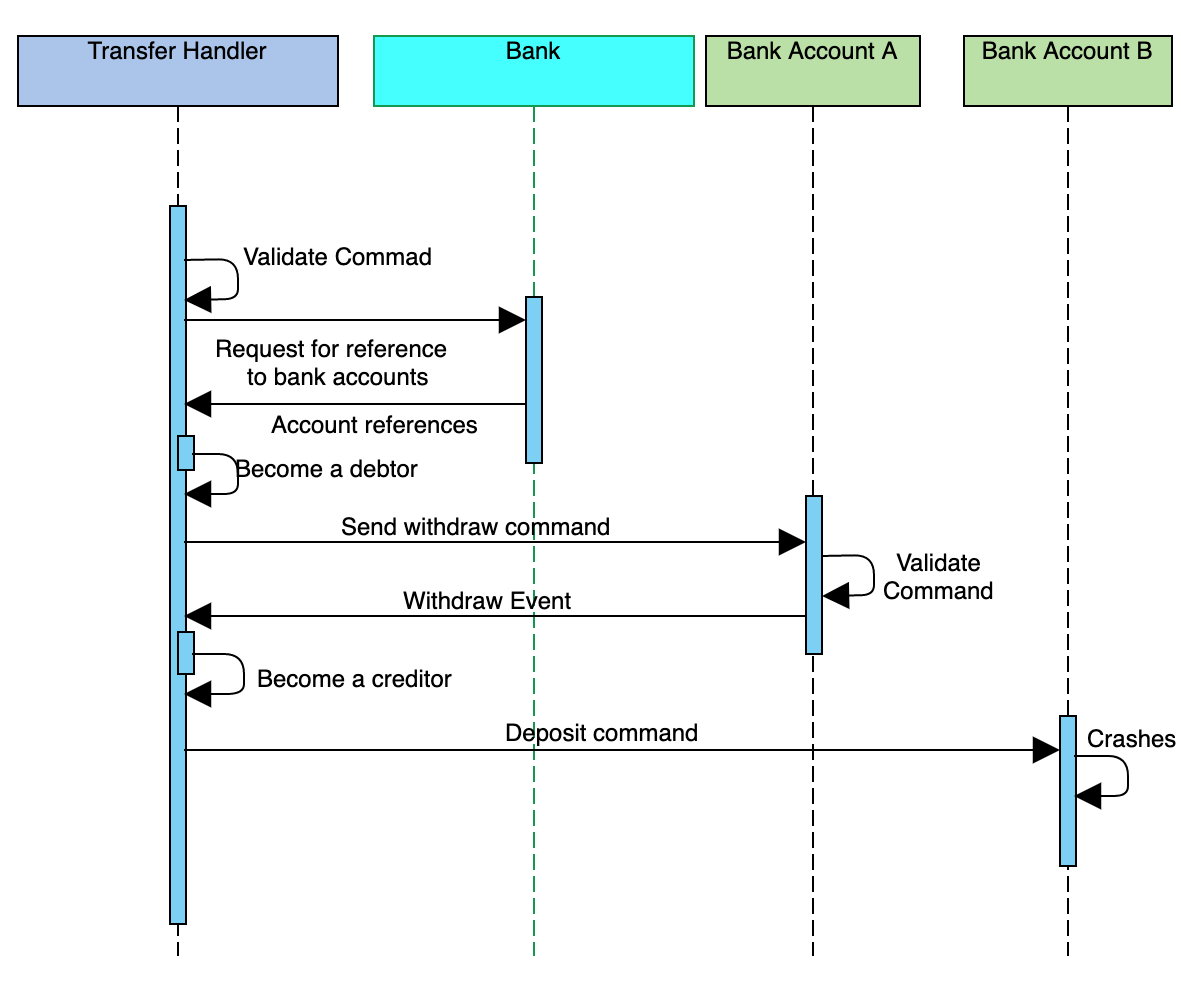 Transfer Handler
Bank
Bank Account A
Bank Account B
Validate Commad
Request for reference
to bank accounts
Account references
Become a debtor
Send withdraw command
Validate
Command
Withdraw Event
Become a creditor
Deposit command
Crashes